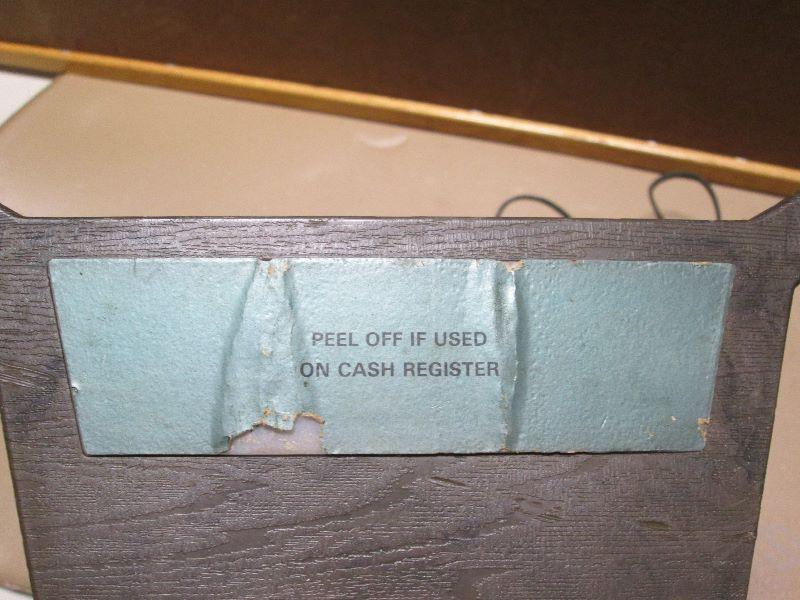 PEEL OFF IF USED
ON CASH REGISTER